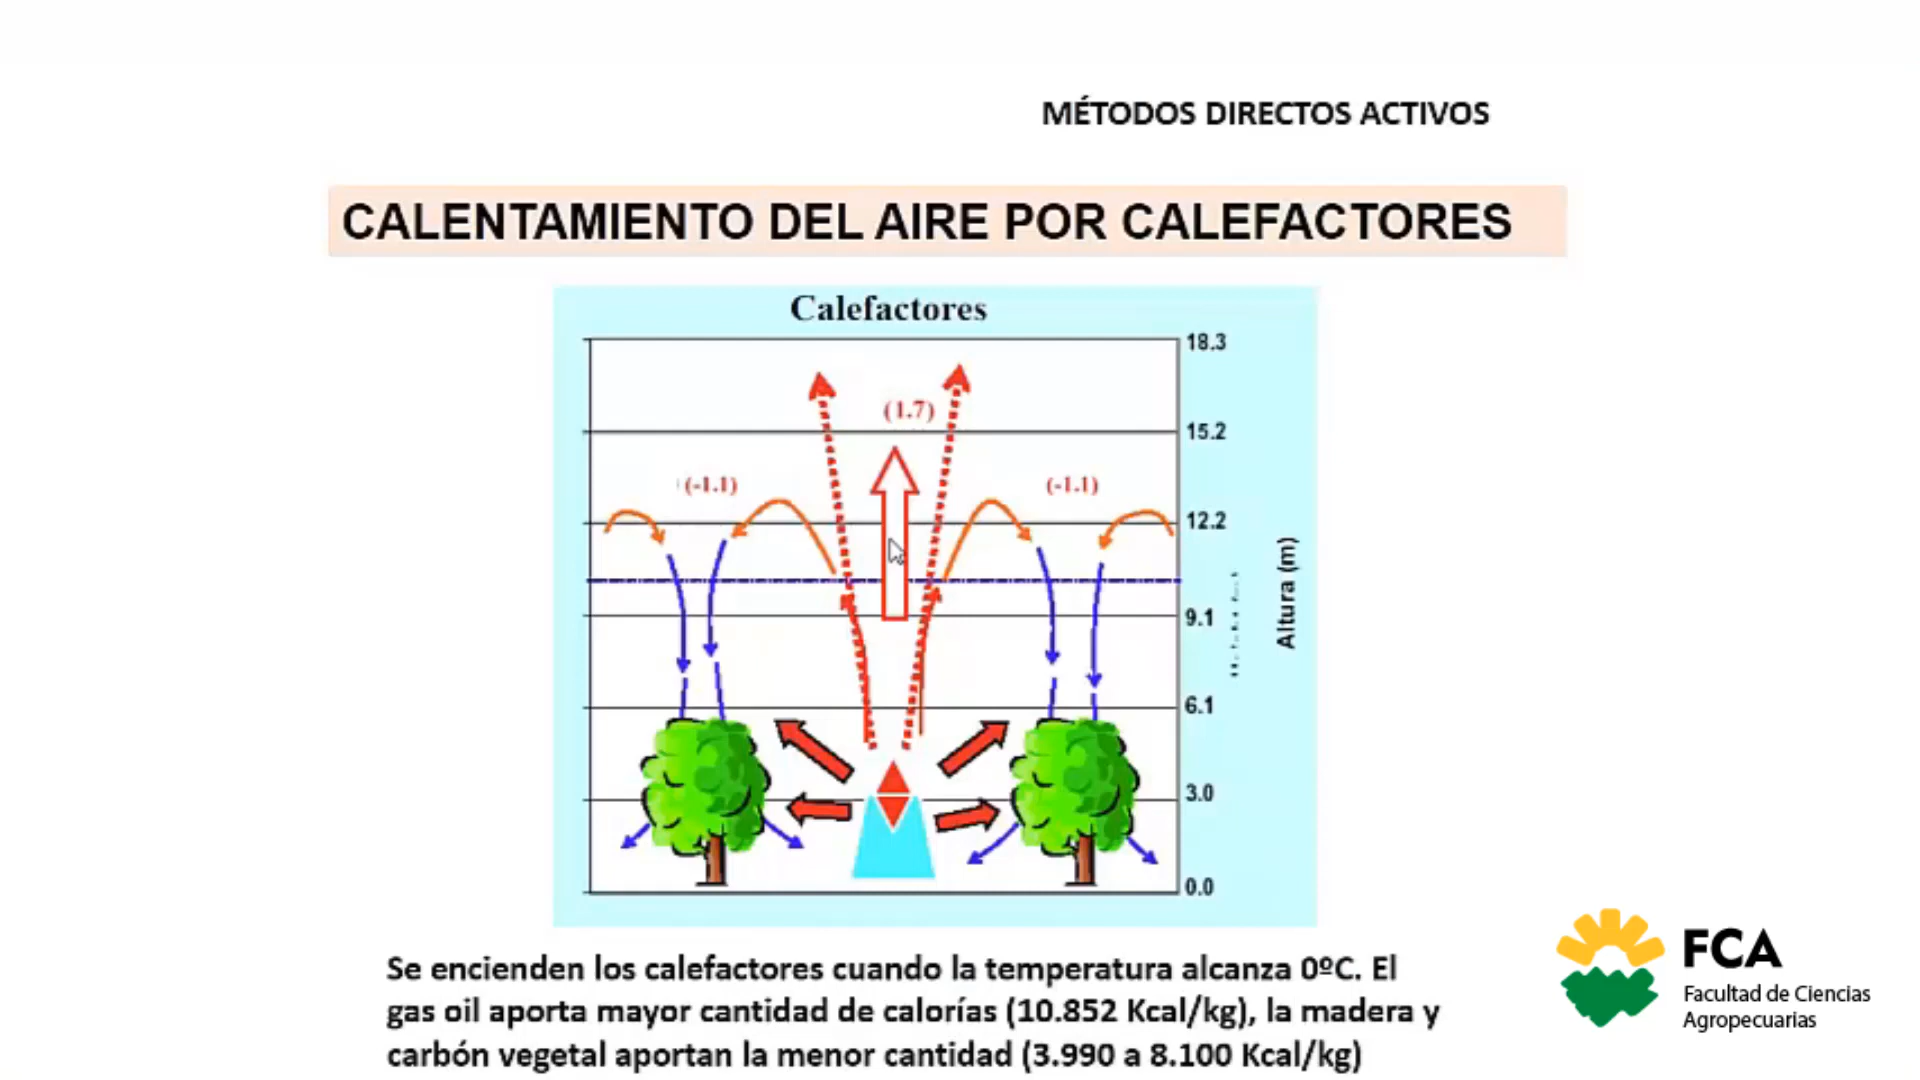 MÉTODOS DIRECTOS ACTIVOS
CALENTAMIENTO DEL AIRE POR CALEFACTORES
Calefactores
18.3
(1.7)
15.2
(-1.1) (-1.1)
12.2
Altura (m)
9.1
6.1
3.0
0.0
Se encienden los calefactores cuando la temperatura alcanza 0ºC. El
gas oil aporta mayor cantidad de calorías (10.852 Kcal/kg), la madera y
carbón vegetal aportan la menor cantidad (3.990 a 8.100 Kcal/kg)
FCA
Facultad de Ciencias
Agropecuarias